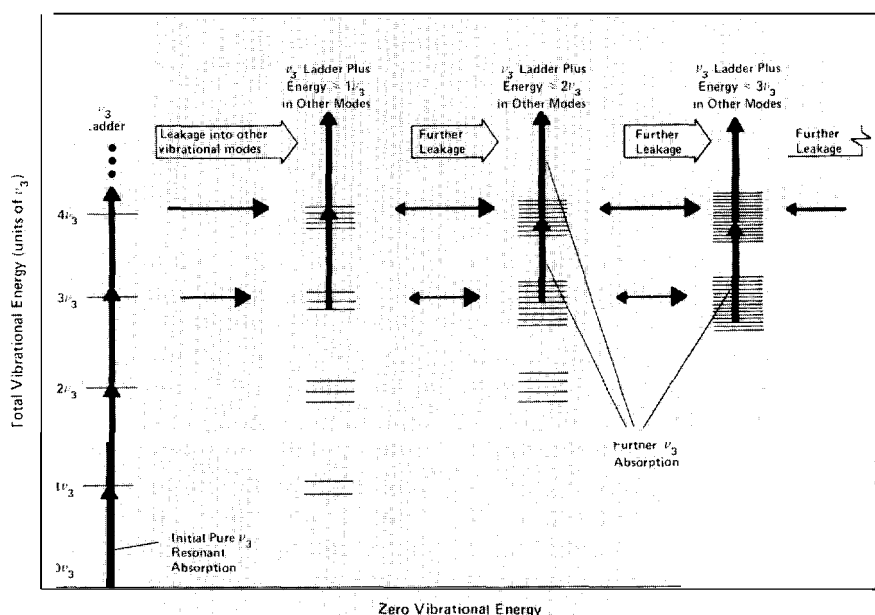 ν3 Ladder Plus
Energy ≈ 1ν3
in Other Modes
ν3 Ladder Plus
Energy ≈ 2ν3
in Other Modes
ν3 Ladder Plus
Energy ≈ 3ν3
in Other Modes
ν3
Ladder
Leakage into other
vibrational modes
Further
Leakage
Further
Leakage
Further
Leakage
Total Vibrational Energy (units of ν3)
4ν3
3ν3
2ν3
1ν3
0ν3
Further ν3
Absorption
Initial Pure ν3
Resonant
Absorption
Zero Vibrational Energy